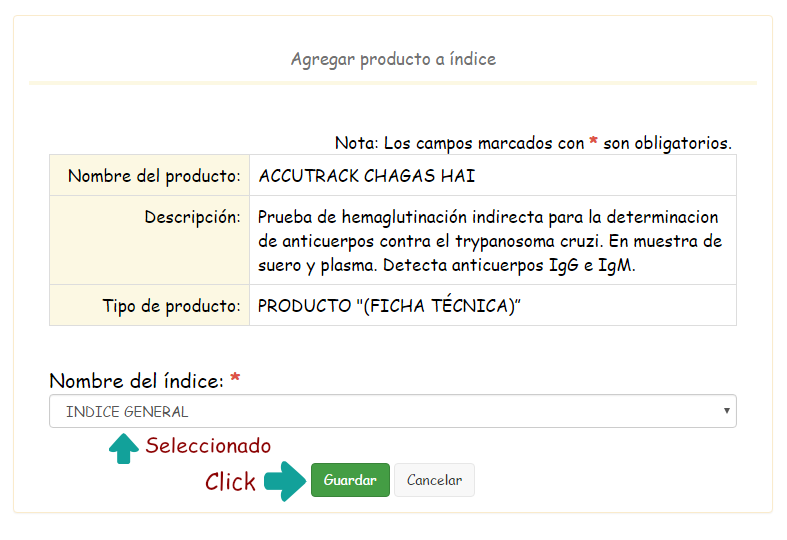 Agregar producto a índice
Nota: Los campos marcados con * son obligatorios.
Nombre del producto: ACCUTRACK CHAGAS HAI
Descripción: Prueba de hemaglutinación indirecta para la determinacion
de anticuerpos contra el trypanosoma cruzi. En muestra de
suero y plasma. Detecta anticuerpos IgG e IgM.
Tipo de producto: PRODUCTO "(FICHA TÉCNICA)”
Nombre del índice: *
INDICE GENERAL
Seleccionado
Click Guardar Cancelar